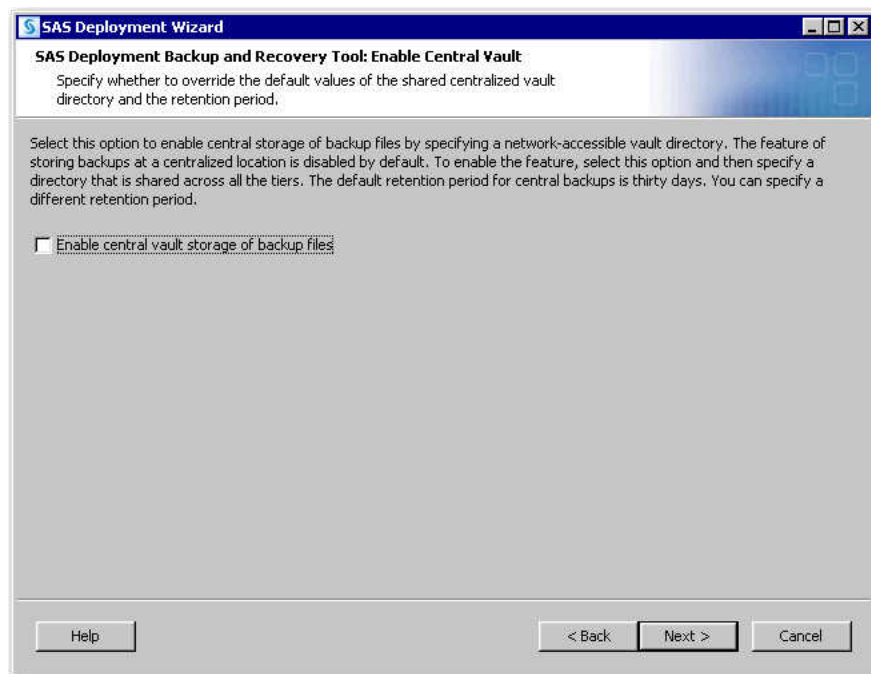 SAS Deployment Wizard
SAS Deployment Backup and Recovery Tool: Enable Central Vault
Specify whether to override the default values of the shared centralized vault
directory and the retention period.
Select this option to enable central storage of backup files by specifying a network-accessible vault directory. The feature of
storing backups at a centralized location is disabled by default. To enable the feature, select this option and then specify a
directory that is shared across all the tiers. The default retention period for central backups is thirty days. You can specify a
different retention period.
Enable central vault storage of backup files
Help
< Back
Next >
Cancel